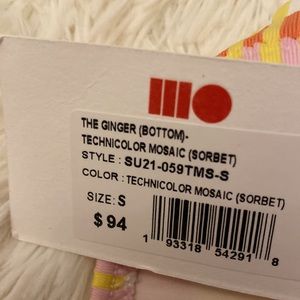 THE GINGER (BOTTOM)-
TECHNICOLOR MOSAIC (SORBET)
STYLE : SU21-059TMS-S
COLOR : TECHNICOLOR MOSAIC (SORBET)
SIZE: S
$ 94
1 93318 54291 8